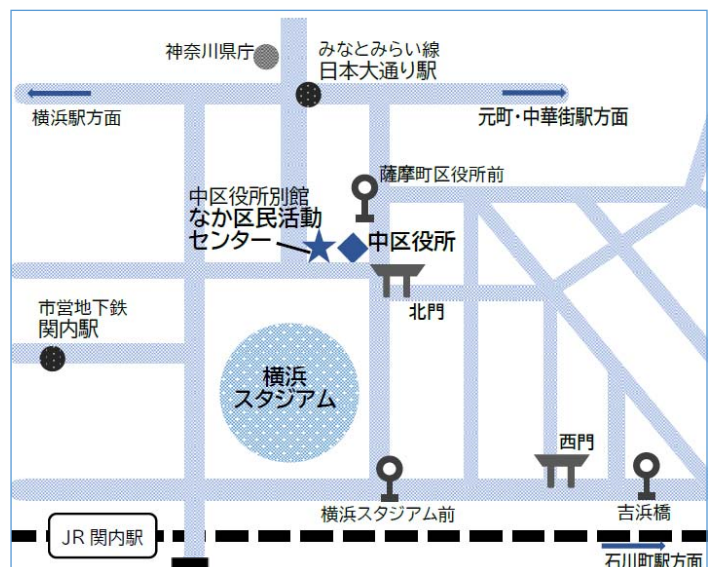 神奈川県庁
みなとみらい線
日本大通り駅
横浜駅方面
元町・中華街駅方面
薩摩町区役所前
中区役所別館
なか区民活動
センター
中区役所
北門
市営地下鉄
関内駅
横浜
スタジアム
西門
横浜スタジアム前
吉浜橋
JR 関内駅
石川町駅方面